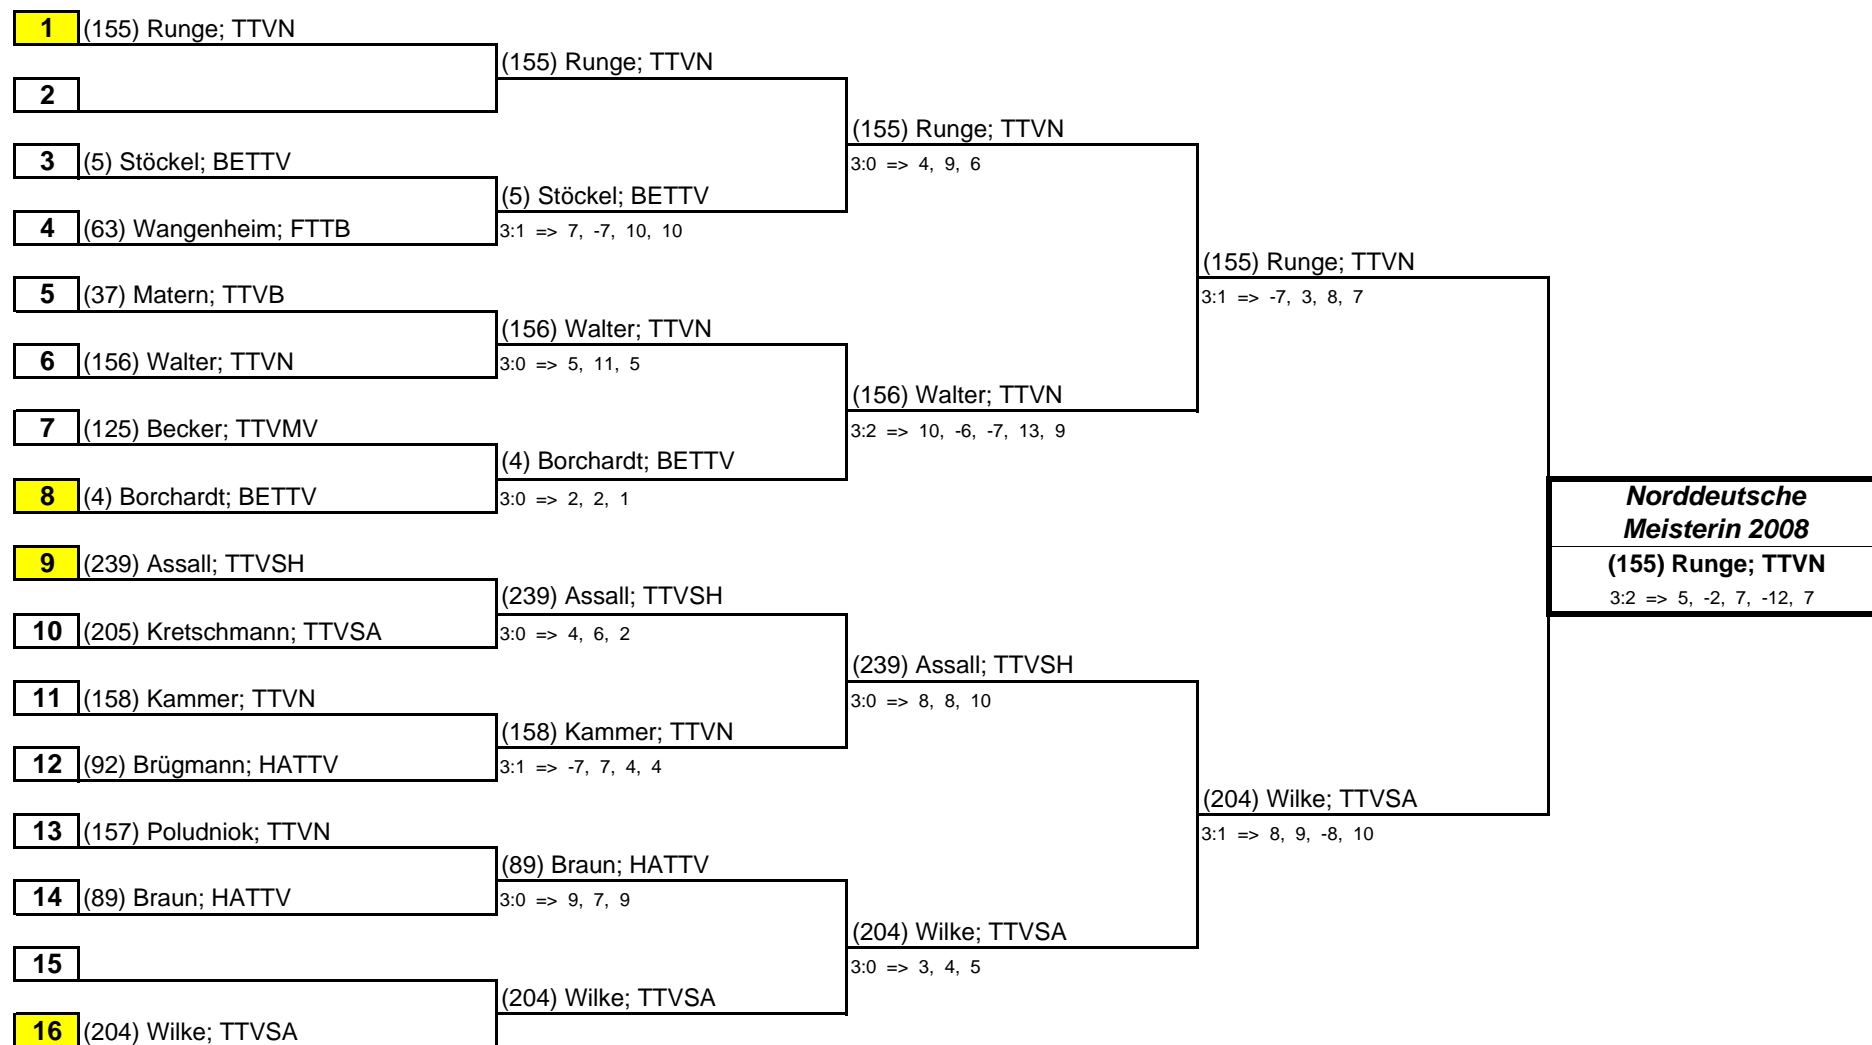 1 (155) Runge; TTVN
(155) Runge; TTVN
2
(155) Runge; TTVN
3:0 => 4, 9, 6
3 (5) Stöckel; BETTV
(5) Stöckel; BETTV
3:1 => 7, -7, 10, 10
4 (63) Wangenheim; FTTB
(155) Runge; TTVN
3:1 => -7, 3, 8, 7
5 (37) Matern; TTVB
(156) Walter; TTVN
3:0 => 5, 11, 5
6 (156) Walter; TTVN
(156) Walter; TTVN
3:2 => 10, -6, -7, 13, 9
7 (125) Becker; TTVMV
(4) Borchardt; BETTV
3:0 => 2, 2, 1
8 (4) Borchardt; BETTV
Norddeutsche
Meisterin 2008
(155) Runge; TTVN
3:2 => 5, -2, 7, -12, 7
9 (239) Assall; TTVSH
(239) Assall; TTVSH
3:0 => 4, 6, 2
10 (205) Kretschmann; TTVSA
(239) Assall; TTVSH
3:0 => 8, 8, 10
11 (158) Kammer; TTVN
(158) Kammer; TTVN
3:1 => -7, 7, 4, 4
12 (92) Brügmann; HATTV
(204) Wilke; TTVSA
3:1 => 8, 9, -8, 10
13 (157) Poludniok; TTVN
(89) Braun; HATTV
3:0 => 9, 7, 9
14 (89) Braun; HATTV
(204) Wilke; TTVSA
3:0 => 3, 4, 5
15
(204) Wilke; TTVSA
16 (204) Wilke; TTVSA